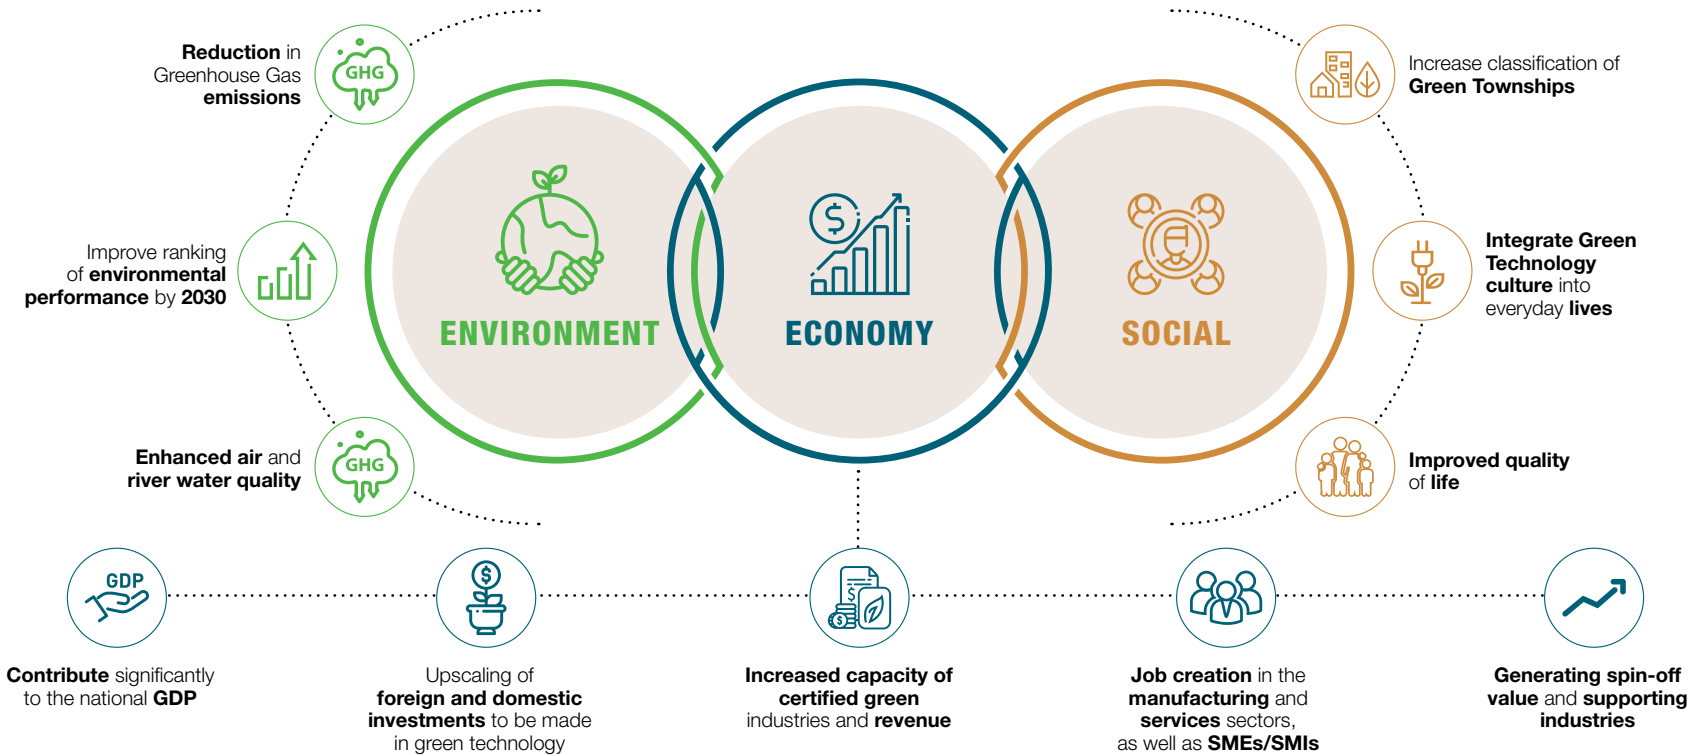 Reduction in
Greenhouse Gas
emissions
GHG
Improve ranking
of environmental
performance by 2030
Enhanced air and
river water quality
GHG
ENVIRONMENT
$
ECONOMY
SOCIAL
Increase classification of
Green Townships
Integrate Green
Technology
culture into
everyday lives
Improved quality
of life
GDP
Contribute significantly
to the national GDP
$
Upscaling of
foreign and domestic
investments to be made
in green technology
$
$
Increased capacity of
certified green
industries and revenue
Job creation in the
manufacturing and
services sectors,
as well as SMEs/SMIs
Generating spin-off
value and supporting
industries